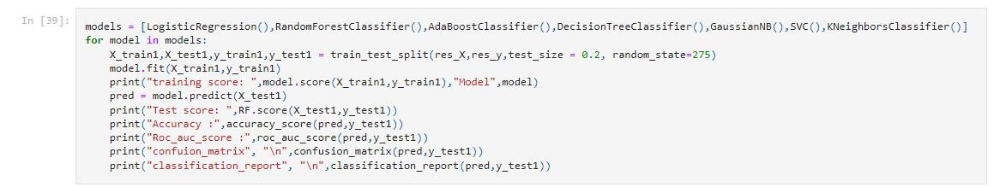 In [39]:
models = [LogisticRegression(),RandomForestClassifier(),AdaBoostClassifier(),DecisionTreeClassifier(),GaussianNB(),SVC(),KNeighborsClassifier()]
for model in models:
    X_train1,X_test1,y_train1,y_test1 = train_test_split(res_X,res_y,test_size = 0.2, random_state=275)
    model.fit(X_train1,y_train1)
    print("training score: ",model.score(X_train1,y_train1),"Model",model)
    pred = model.predict(X_test1)
    print("Test score: ",RF.score(X_test1,y_test1))
    print("Accuracy :",accuracy_score(pred,y_test1))
    print("Roc_auc_score :",roc_auc_score(pred,y_test1))
    print("confuion_matrix", "\n",confusion_matrix(pred,y_test1))
    print("classification_report", "\n",classification_report(pred,y_test1))